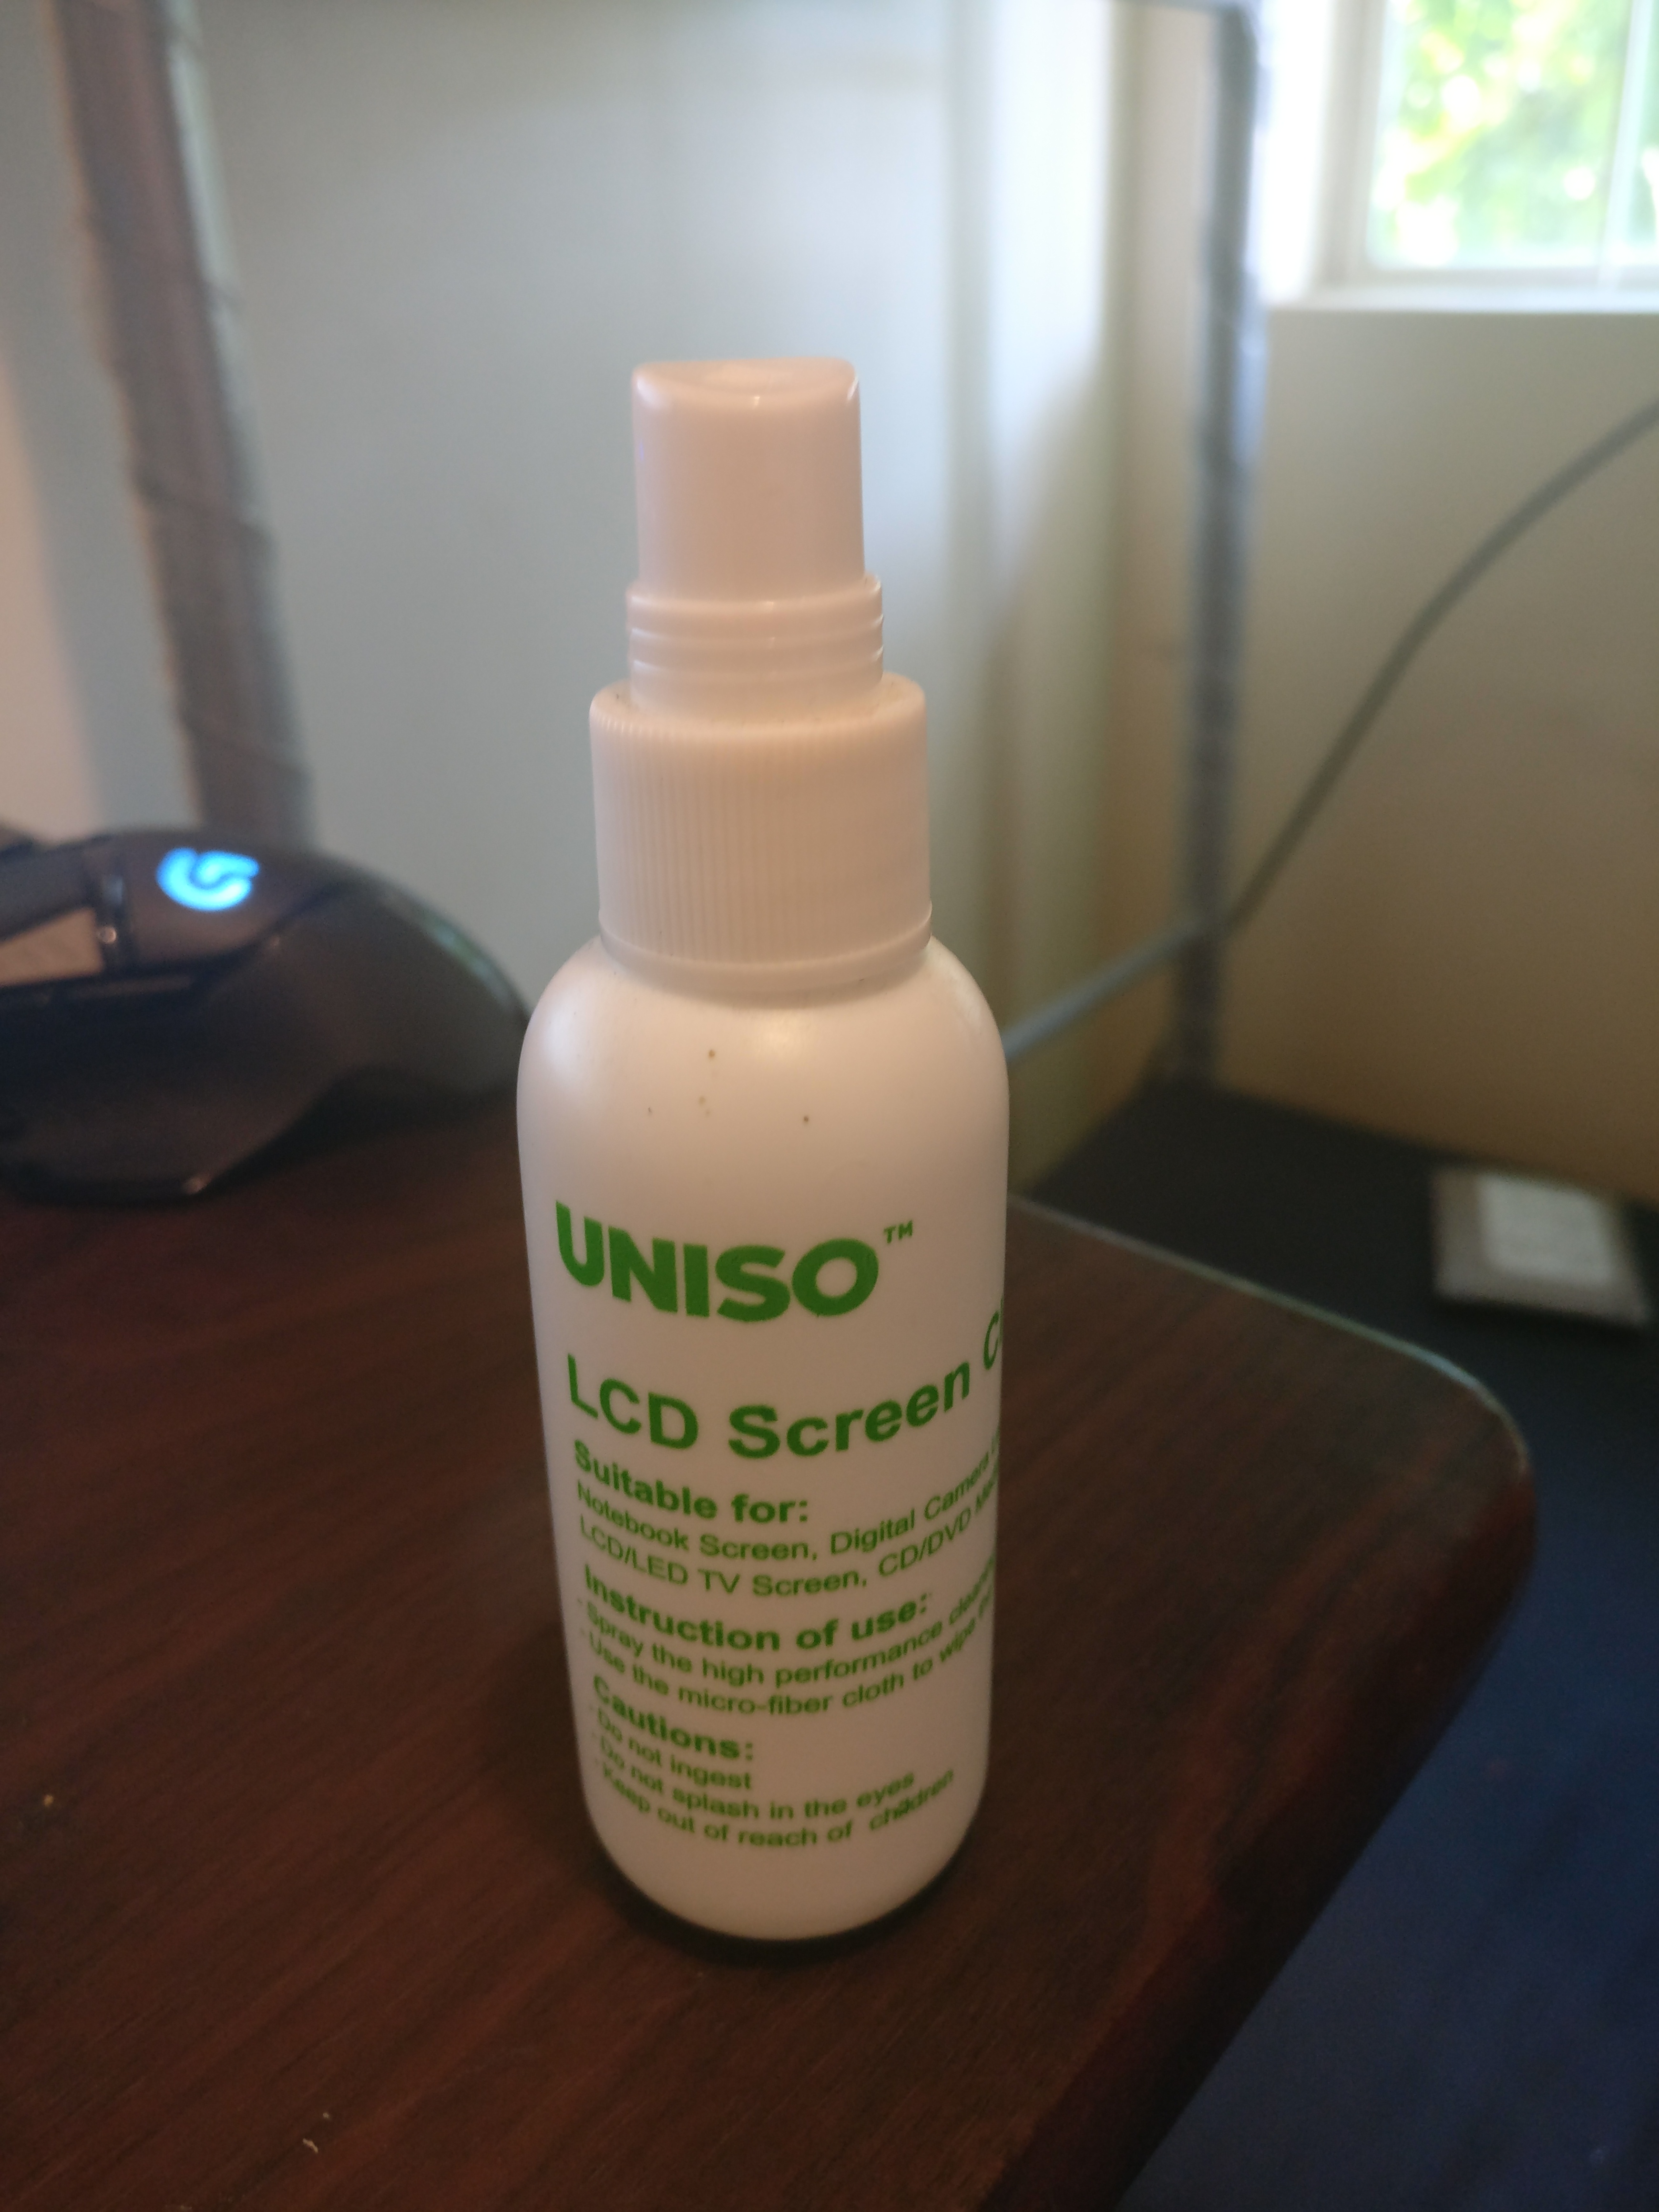 UNISO™
LCD Screen
Suitable for:
Notebook Screen, Digital Camera
LCD/LED TV Screen, CD/DVD
Instruction of use:
- Spray the high performance
- Use the micro-fiber cloth to wipe
Cautions:
- Do not ingest
- Do not splash in the eyes
- Keep out of reach of children